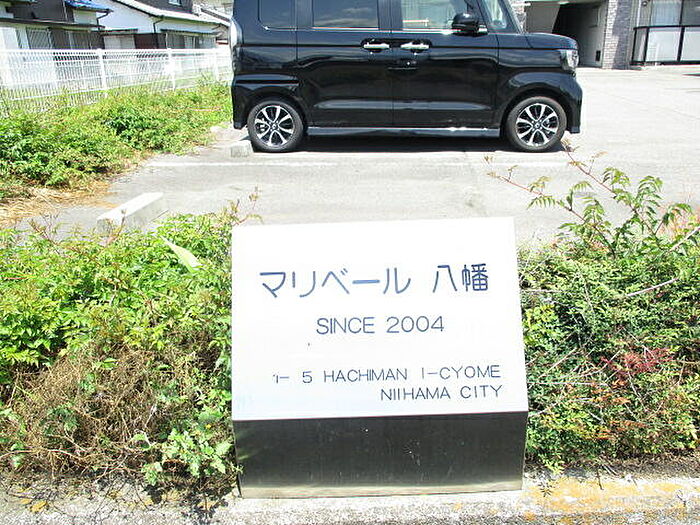 マリベール 八幡
SINCE 2004
1- 5 HACHIMAN 1-CYOME
NIIHAMA CITY